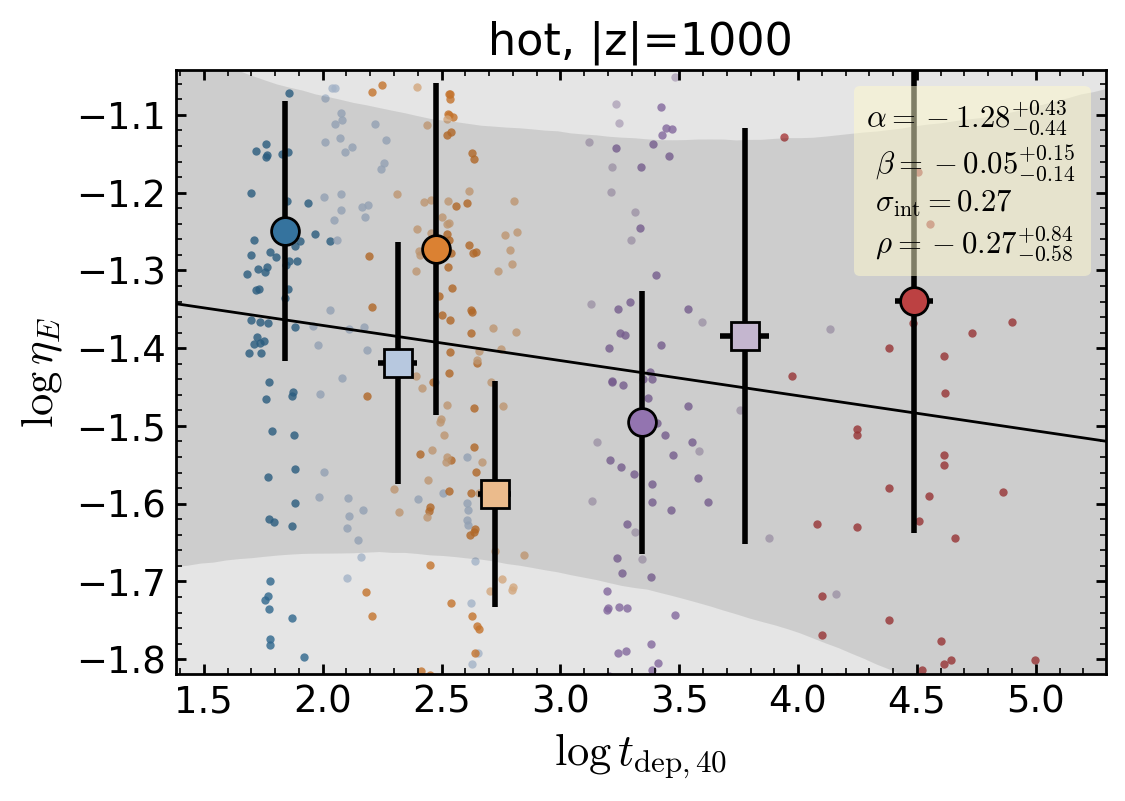 hot, |z|=1000
α = −1.28 +0.43 −0.44
β = −0.05 +0.15 −0.14
σint = 0.27
ρ = −0.27 +0.84 −0.58
log ηE
−1.1
−1.2
−1.3
−1.4
−1.5
−1.6
−1.7
−1.8
1.5 2.0 2.5 3.0 3.5 4.0 4.5 5.0
log tdep, 40